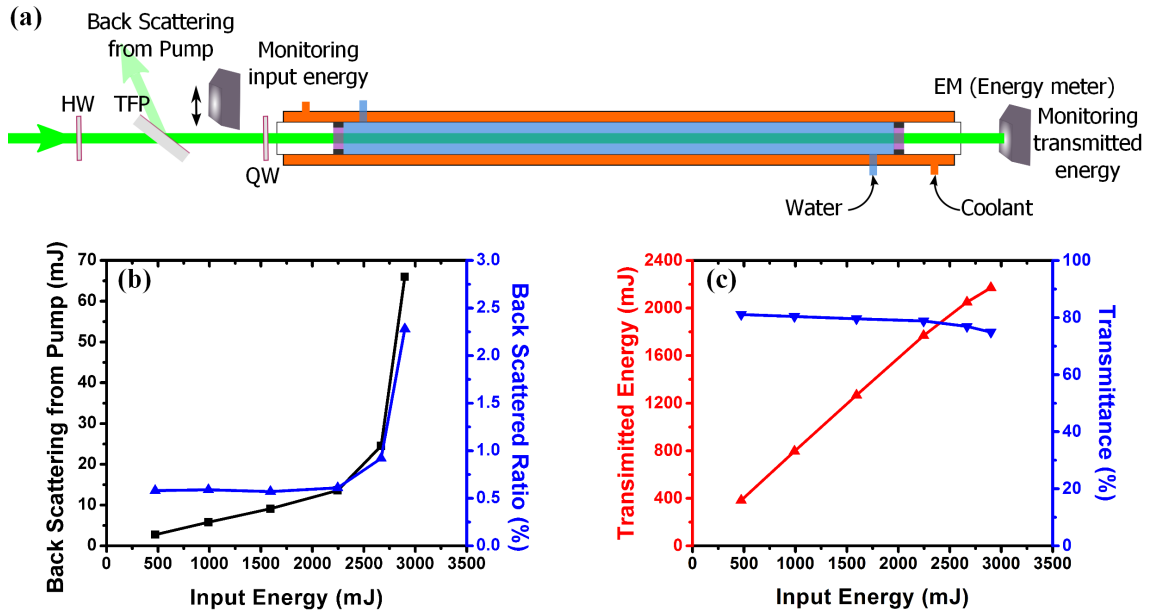 (a)
Back Scattering
from Pump
Monitoring
input energy
HW
TFP
QW
EM (Energy meter)
Monitoring
transmitted
energy
Water
Coolant
(b)
Back Scattering from Pump (mJ)
70
60
50
40
30
20
10
0
0 500 1000 1500 2000 2500 3000 3500
Input Energy (mJ)
3.0
2.5
2.0
1.5
1.0
0.5
0.0
Back Scattered Ratio (%)
(c)
Transimitted Energy (mJ)
2400
2000
1600
1200
800
400
0
0 500 1000 1500 2000 2500 3000 3500
Input Energy (mJ)
100
80
60
40
20
0
Transmittance (%)